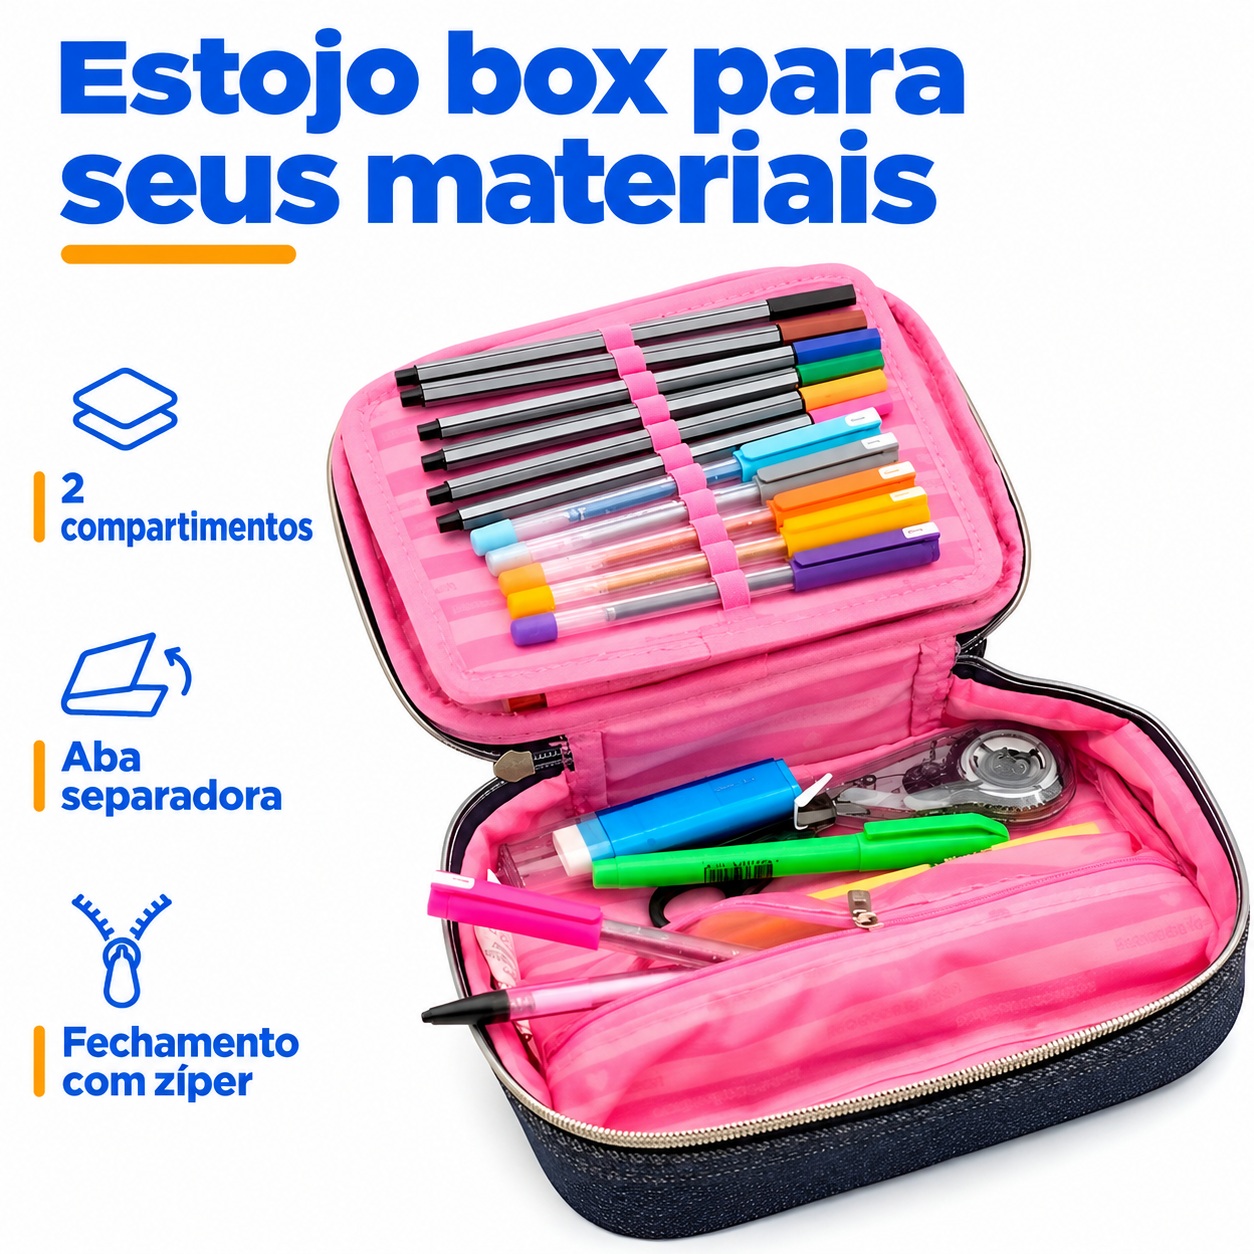 Estojo box para
seus materiais
2
compartimentos
Aba
separadora
Fechamento
com zíper